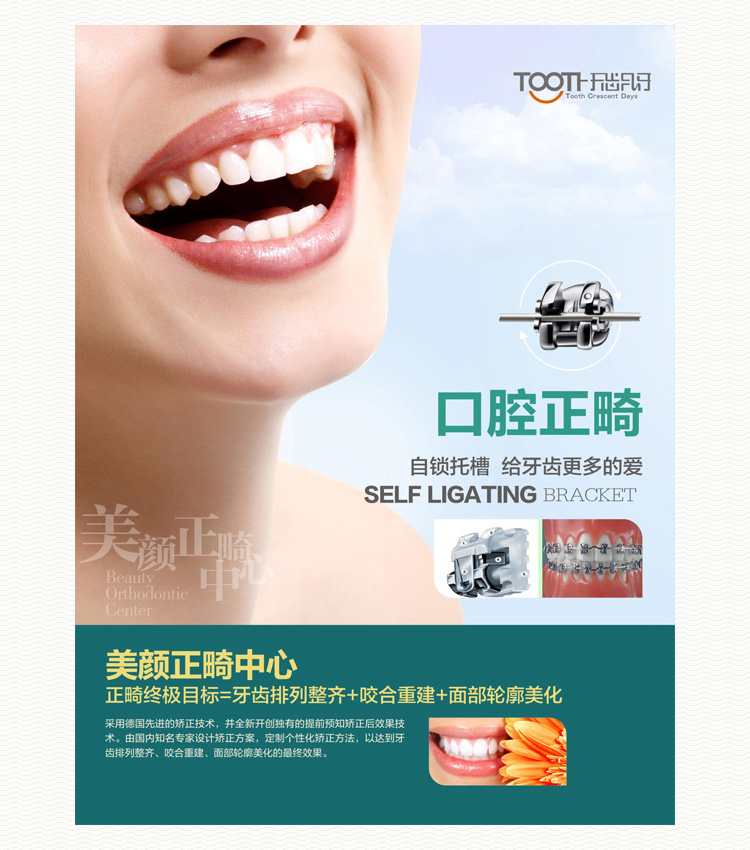 TOOTH
Tooth Crescent Days
口腔正畸
自锁托槽 给牙齿更多的爱
SELF LIGATING BRACKET
美颜正畸中心
Beauty
Orthodontic
Center
美颜正畸中心
正畸终极目标=牙齿排列整齐+咬合重建+面部轮廓美化
采用德国先进的矫正技术，并全新开创独有的提前预知矫正后效果技
术。由国内知名专家设计矫正方案，定制个性化矫正方法，以达到牙
齿排列整齐、咬合重建、面部轮廓美化的最终效果。